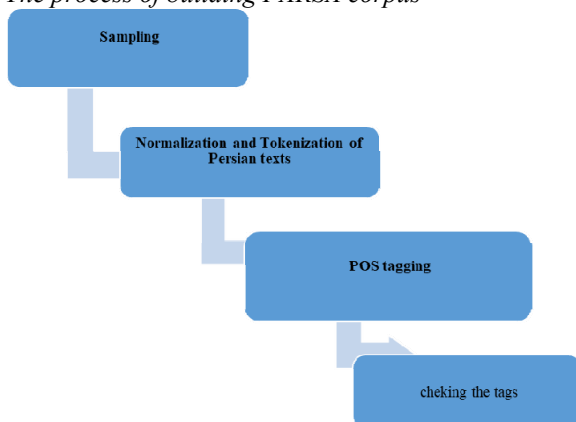 The process of building PARSA corpus
Sampling
Normalization and Tokenization of
Persian texts
POS tagging
cheking the tags